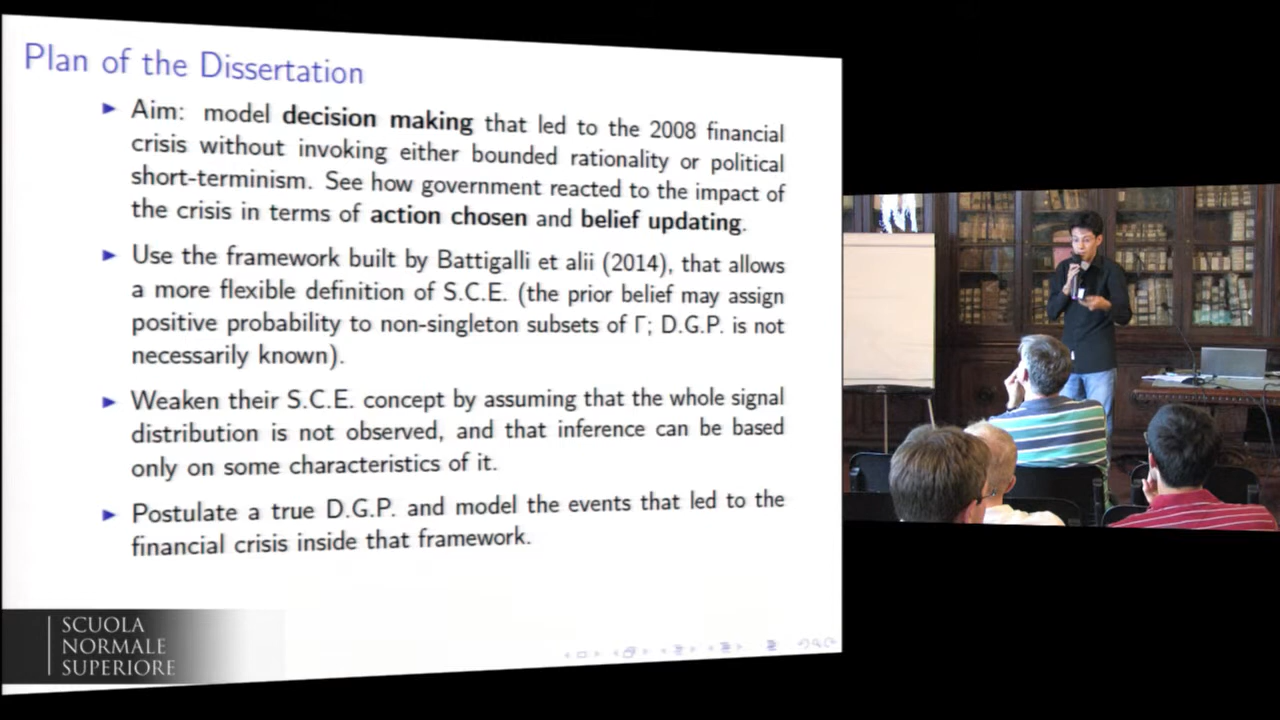 Plan of the Dissertation
► Aim: model decision making that led to the 2008 financial
crisis without invoking either bounded rationality or political
short-terminism. See how government reacted to the impact of
the crisis in terms of action chosen and belief updating.
► Use the framework built by Battigalli et alii (2014), that allows
a more flexible definition of S.C.E. (the prior belief may assign
positive probability to non-singleton subsets of Γ; D.G.P. is not
necessarily known).
► Weaken their S.C.E. concept by assuming that the whole signal
distribution is not observed, and that inference can be based
only on some characteristics of it.
► Postulate a true D.G.P. and model the events that led to the
financial crisis inside that framework.
SCUOLA
NORMALE
SUPERIORE